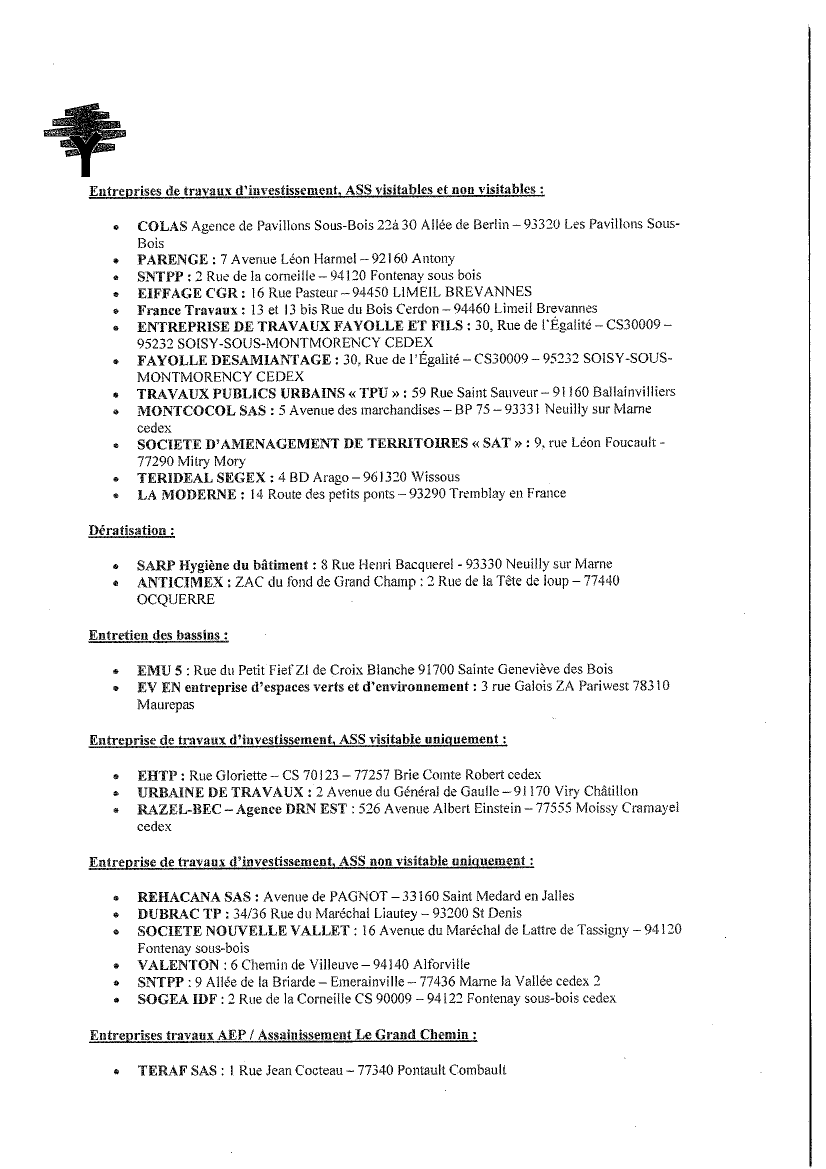 Entreprises de travaux d'investissement, ASS visitables et non visitables :
• COLAS Agence de Pavillons Sous-Bois 22à 30 Allée de Berlin – 93320 Les Pavillons Sous-
Bois
• PARENGE : 7 Avenue Léon Harmel – 92160 Antony
• SNTPP : 2 Rue de la corneille – 94120 Fontenay sous bois
• EIFFAGE CGR : 16 Rue Pasteur – 94450 LIMEIL BREVANNES
• France Travaux : 13 et 13 bis Rue du Bois Cerdon – 94460 Limeil Brevannes
• ENTREPRISE DE TRAVAUX FAYOLLE ET FILS : 30, Rue de l'Égalité – CS30009 –
95232 SOISY-SOUS-MONTMORENCY CEDEX
• FAYOLLE DESAMIANTAGE : 30, Rue de l'Égalité – CS30009 – 95232 SOISY-SOUS-
MONTMORENCY CEDEX
• TRAVAUX PUBLICS URBAINS « TPU » : 59 Rue Saint Sauveur – 91160 Ballainvilliers
• MONTCOCOL SAS : 5 Avenue des marchandises – BP 75 – 93331 Neuilly sur Marne
cedex
• SOCIETE D'AMENAGEMENT DE TERRITOIRES « SAT » : 9, rue Léon Foucault -
77290 Mitry Mory
• TERIDEAL SEGEX : 4 BD Arago – 961320 Wissous
• LA MODERNE : 14 Route des petits ponts – 93290 Tremblay en France
Dératisation :
• SARP Hygiène du bâtiment : 8 Rue Henri Bacquerel - 93330 Neuilly sur Marne
• ANTICIMEX : ZAC du fond de Grand Champ : 2 Rue de la Tête de loup – 77440
OCQUERRE
Entretien des bassins :
• EMU 5 : Rue du Petit Fief ZI de Croix Blanche 91700 Sainte Geneviève des Bois
• EV EN entreprise d'espaces verts et d'environnement : 3 rue Galois ZA Pariwest 78310
Maurepas
Entreprise de travaux d'investissement, ASS visitable uniquement :
• EHTP : Rue Gloriette – CS 70123 – 77257 Brie Comte Robert cedex
• URBAINE DE TRAVAUX : 2 Avenue du Général de Gaulle – 91170 Viry Châtillon
• RAZEL-BEC – Agence DRN EST : 526 Avenue Albert Einstein – 77555 Moissy Cramayel
cedex
Entreprise de travaux d'investissement, ASS non visitable uniquement :
• REHACANA SAS : Avenue de PAGNOT – 33160 Saint Medard en Jalles
• DUBRAC TP : 34/36 Rue du Maréchal Liautey – 93200 St Denis
• SOCIETE NOUVELLE VALLET : 16 Avenue du Maréchal de Lattre de Tassigny – 94120
Fontenay sous-bois
• VALENTON : 6 Chemin de Villeuve – 94140 Alforville
• SNTPP : 9 Allée de la Briarde – Emerainville – 77436 Marne la Vallée cedex 2
• SOGEA IDF : 2 Rue de la Corneille CS 90009 – 94122 Fontenay sous-bois cedex
Entreprises travaux AEP / Assainissement Le Grand Chemin :
• TERAF SAS : 1 Rue Jean Cocteau – 77340 Pontault Combault